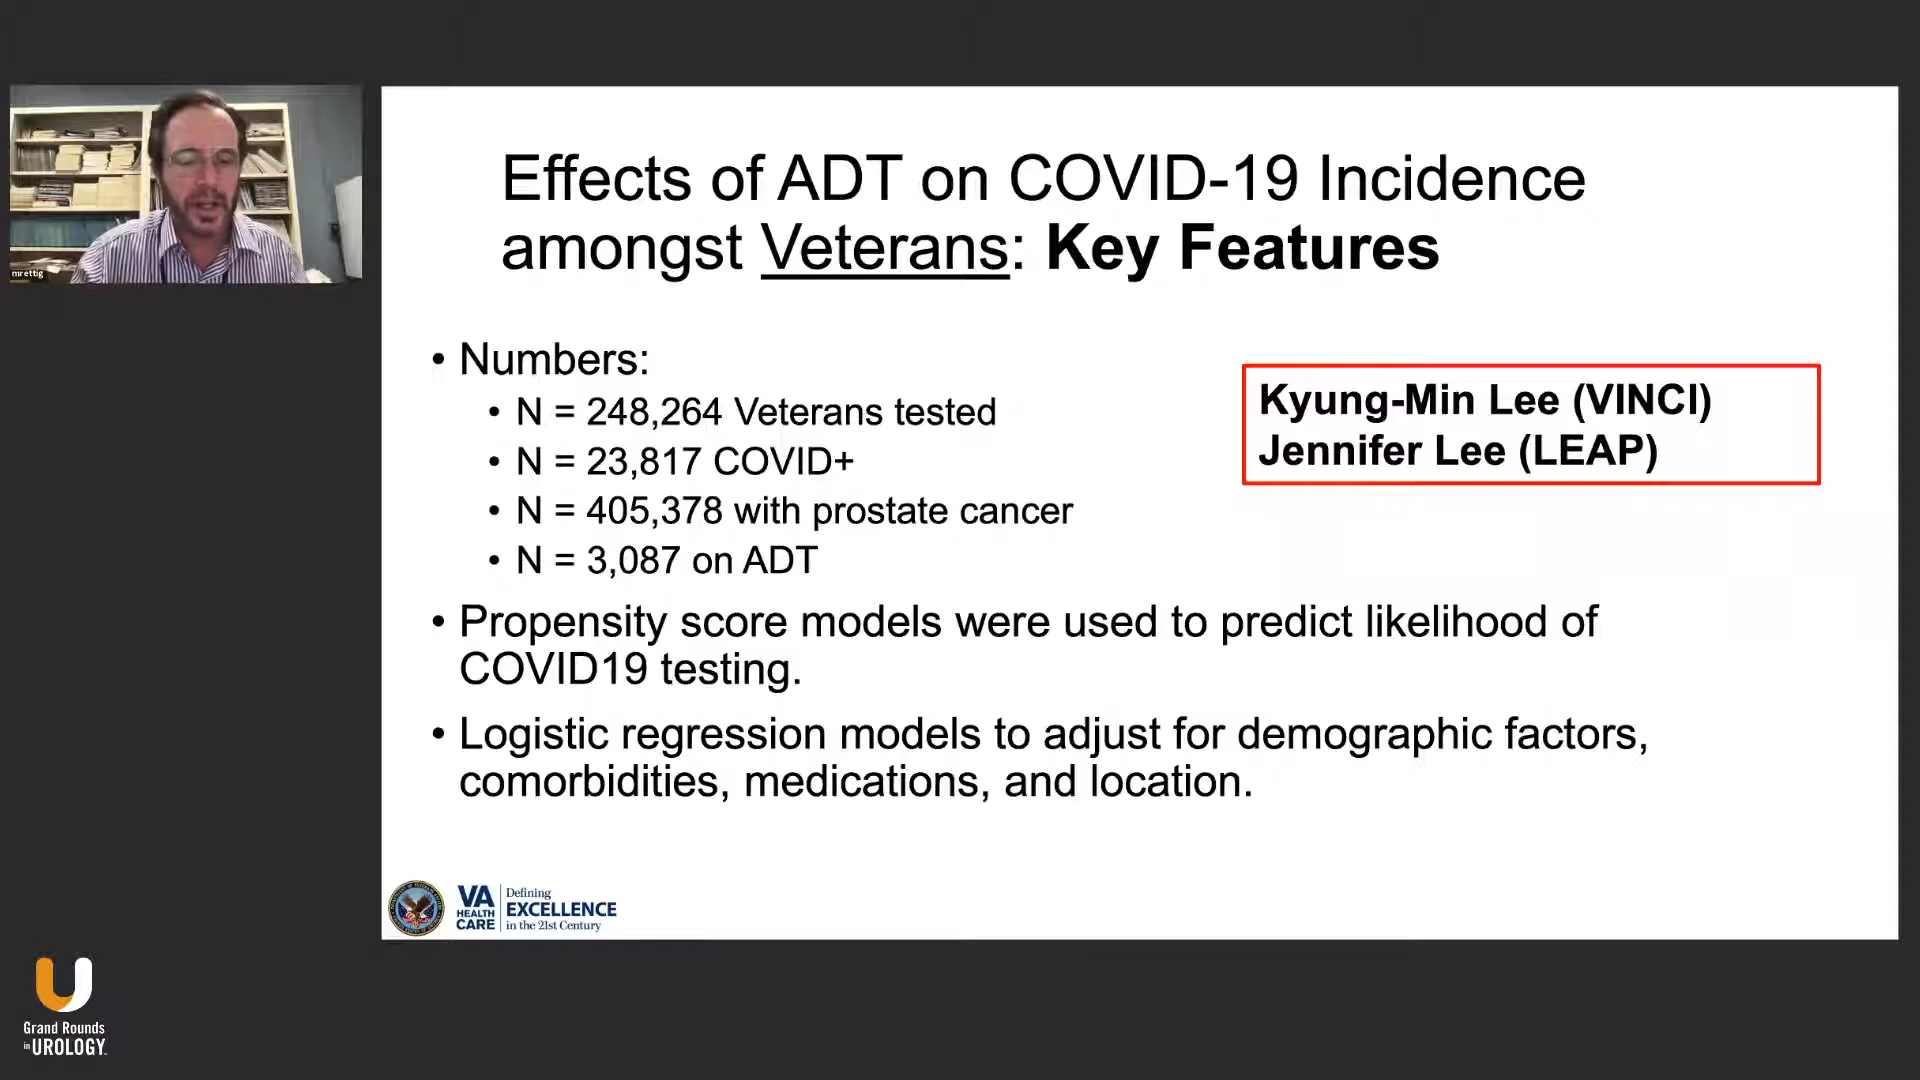 mrettig
Effects of ADT on COVID-19 Incidence
amongst Veterans: Key Features
• Numbers:
• N = 248,264 Veterans tested
• N = 23,817 COVID+
• N = 405,378 with prostate cancer
• N = 3,087 on ADT
Kyung-Min Lee (VINCI)
Jennifer Lee (LEAP)
• Propensity score models were used to predict likelihood of
COVID19 testing.
• Logistic regression models to adjust for demographic factors,
comorbidities, medications, and location.
VA
HEALTH
CARE
Defining
EXCELLENCE
in the 21st Century
Grand Rounds
in UROLOGY